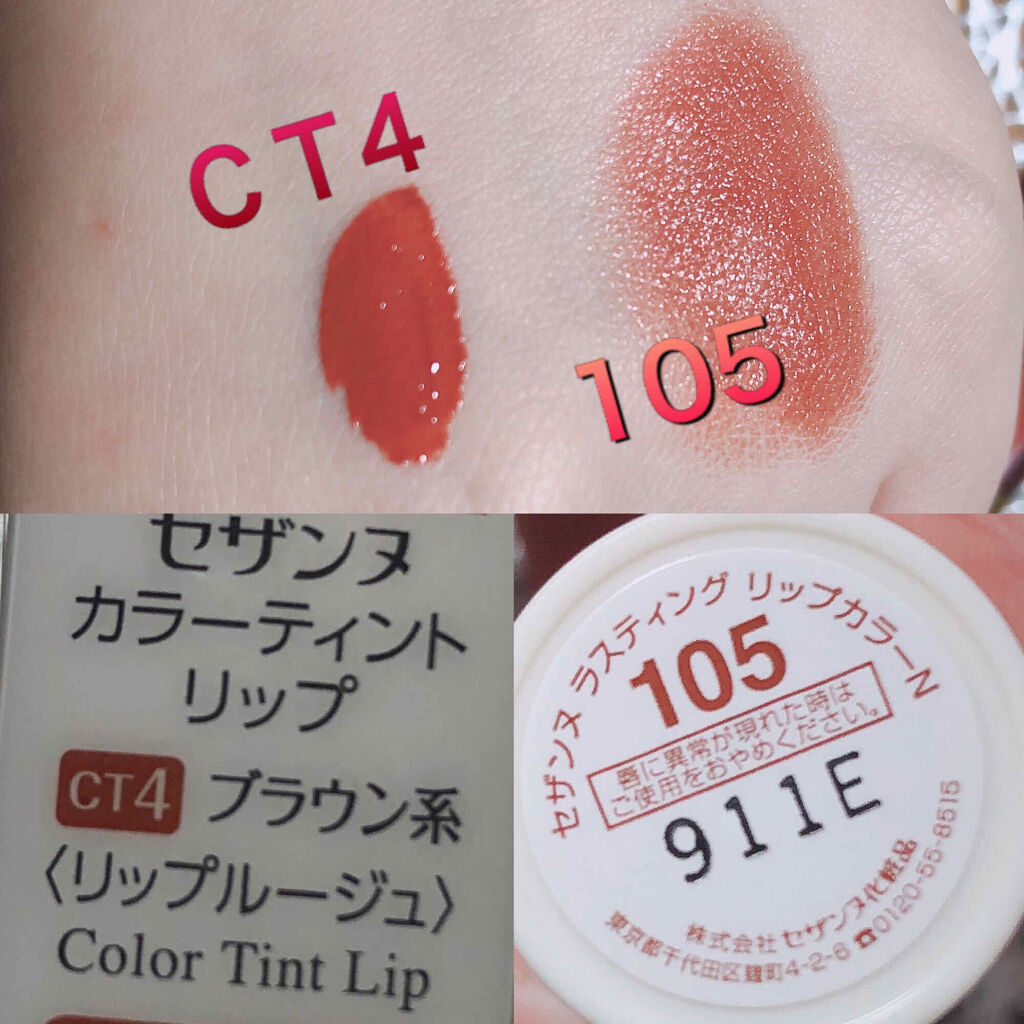 CT4
105
セザンヌ
カラーティント
リップ
CT4 ブラウン系
〈リップルージュ〉
Color Tint Lip
セザンヌ ラスティング リップカラーN
105
唇に異常が現れた時は
ご使用をおやめください。
911E
株式会社セザンヌ化粧品
東京都千代田区麹町4-2-6☎0120-55-8515